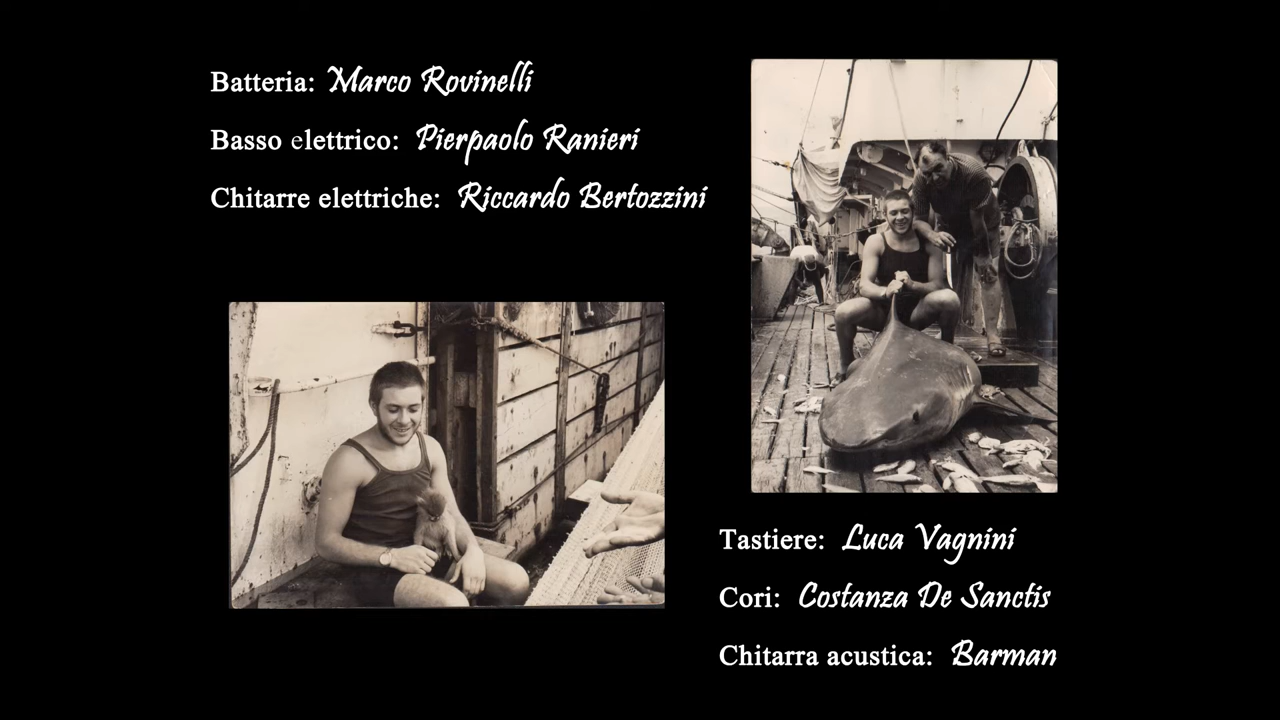 Batteria: Marco Rovinelli
Basso elettrico: Pierpaolo Ranieri
Chitarre elettriche: Riccardo Bertozzini
Tastiere: Luca Vagnini
Cori: Costanza De Sanctis
Chitarra acustica: Barman